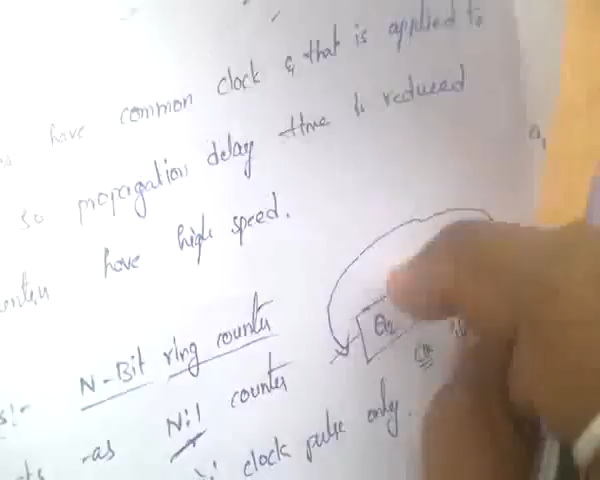 have common clock & that is applied to
so propagation delay time is reduced
have high speed.
N-Bit ring counter
-as N:1 counter
clock pulse only.
Q2